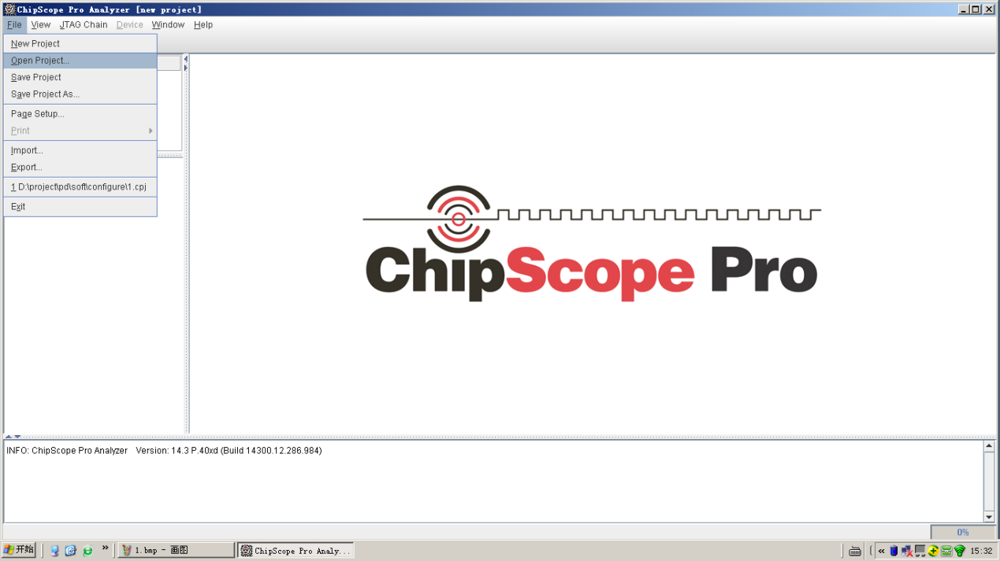 ChipScope Pro Analyzer [new project]
File View JTAG Chain Device Window Help
New Project
Open Project...
Save Project
Save Project As...
Page Setup...
Print
Import...
Export...
1 D:\project\pd\soft\configure\1.cpj
Exit
ChipScope Pro
INFO: ChipScope Pro Analyzer Version: 14.3 P.40xd (Build 14300.12.286.984)
0%
开始 » 1.bmp - 画图 ChipScope Pro Analy... « 15:32